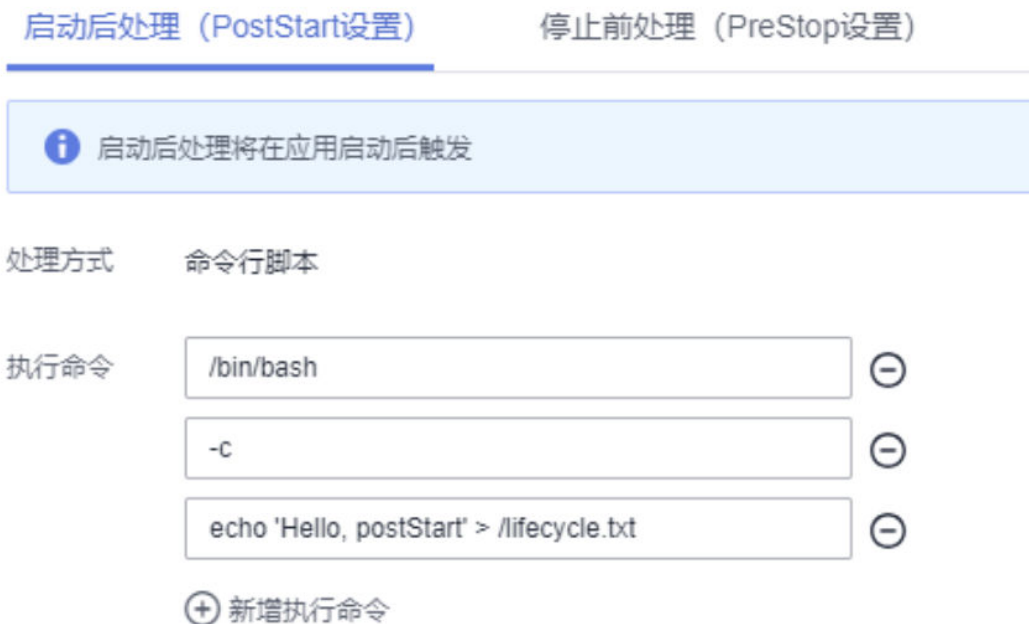 启动后处理（PostStart设置） 停止前处理（PreStop设置）
启动后处理将在应用启动后触发
处理方式 命令行脚本
执行命令 /bin/bash
-c
echo 'Hello, postStart' > /lifecycle.txt
新增执行命令